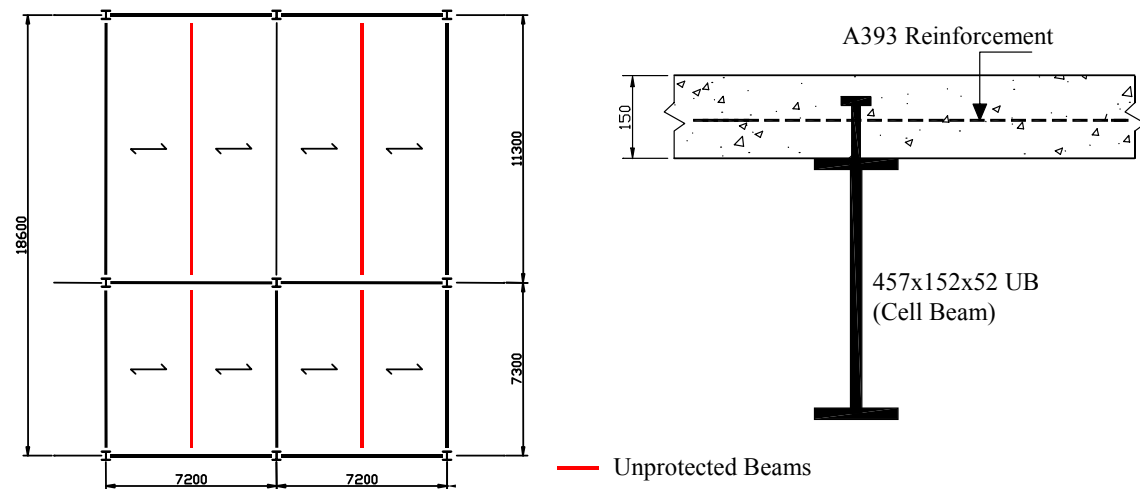 18600
11300
7300
7200
7200
A393 Reinforcement
150
457x152x52 UB
(Cell Beam)
Unprotected Beams